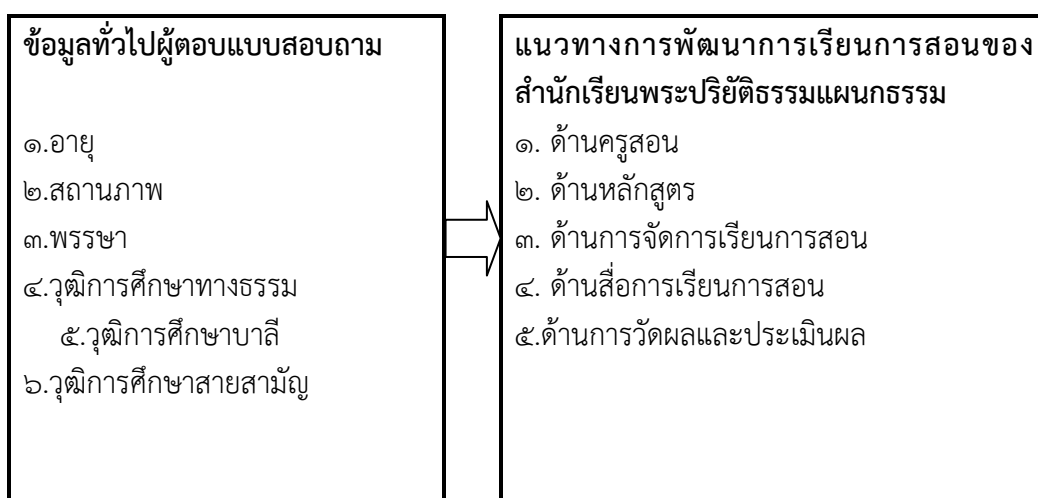 ข้อมูลทั่วไปผู้ตอบแบบสอบถาม
๑.อายุ
๒.สถานภาพ
๓.พรรษา
๔.วุฒิการศึกษาทางธรรม
๕.วุฒิการศึกษาบาลี
๖.วุฒิการศึกษาสายสามัญ
แนวทางการพัฒนาการเรียนการสอนของ
สำนักเรียนพระปริยัติธรรมแผนกธรรม
๑. ด้านครูสอน
๒. ด้านหลักสูตร
๓. ด้านการจัดการเรียนการสอน
๔. ด้านสื่อการเรียนการสอน
๕.ด้านการวัดผลและประเมินผล